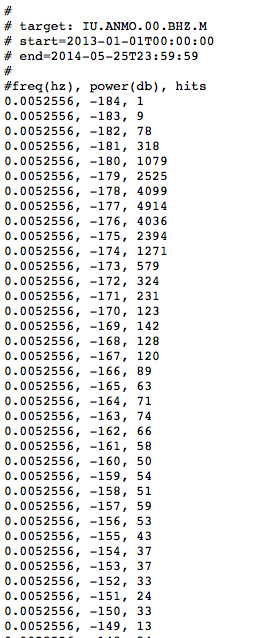 #
# target: IU.ANMO.00.BHZ.M
# start=2013-01-01T00:00:00
# end=2014-05-25T23:59:59
#
#freq(hz), power(db), hits
0.0052556, -184, 1
0.0052556, -183, 9
0.0052556, -182, 78
0.0052556, -181, 318
0.0052556, -180, 1079
0.0052556, -179, 2525
0.0052556, -178, 4099
0.0052556, -177, 4914
0.0052556, -176, 4036
0.0052556, -175, 2394
0.0052556, -174, 1271
0.0052556, -173, 579
0.0052556, -172, 324
0.0052556, -171, 231
0.0052556, -170, 123
0.0052556, -169, 142
0.0052556, -168, 128
0.0052556, -167, 120
0.0052556, -166, 89
0.0052556, -165, 63
0.0052556, -164, 71
0.0052556, -163, 74
0.0052556, -162, 66
0.0052556, -161, 58
0.0052556, -160, 50
0.0052556, -159, 54
0.0052556, -158, 51
0.0052556, -157, 59
0.0052556, -156, 53
0.0052556, -155, 43
0.0052556, -154, 37
0.0052556, -153, 37
0.0052556, -152, 33
0.0052556, -151, 24
0.0052556, -150, 33
0.0052556, -149, 13